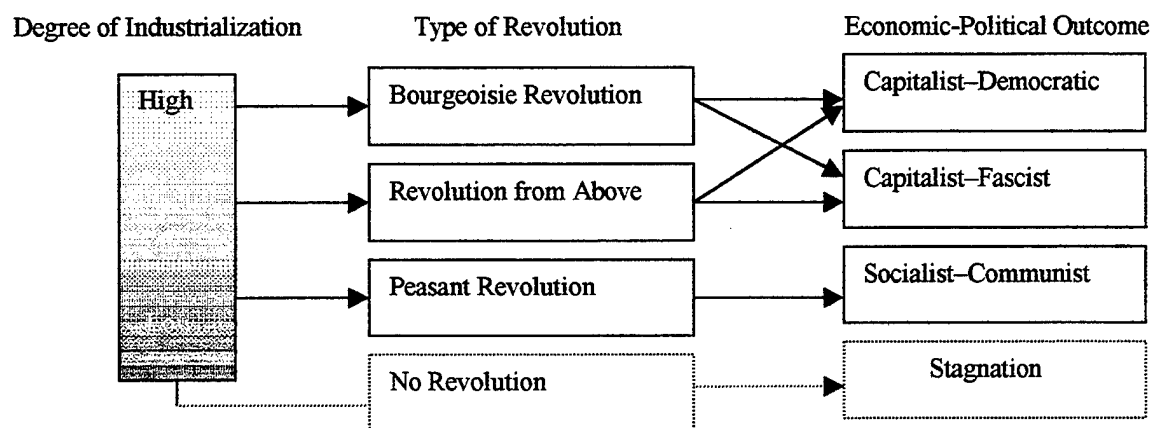 Degree of Industrialization
Type of Revolution
Economic-Political Outcome
High
Bourgeoisie Revolution
Capitalist–Democratic
Revolution from Above
Capitalist–Fascist
Peasant Revolution
Socialist–Communist
No Revolution
Stagnation